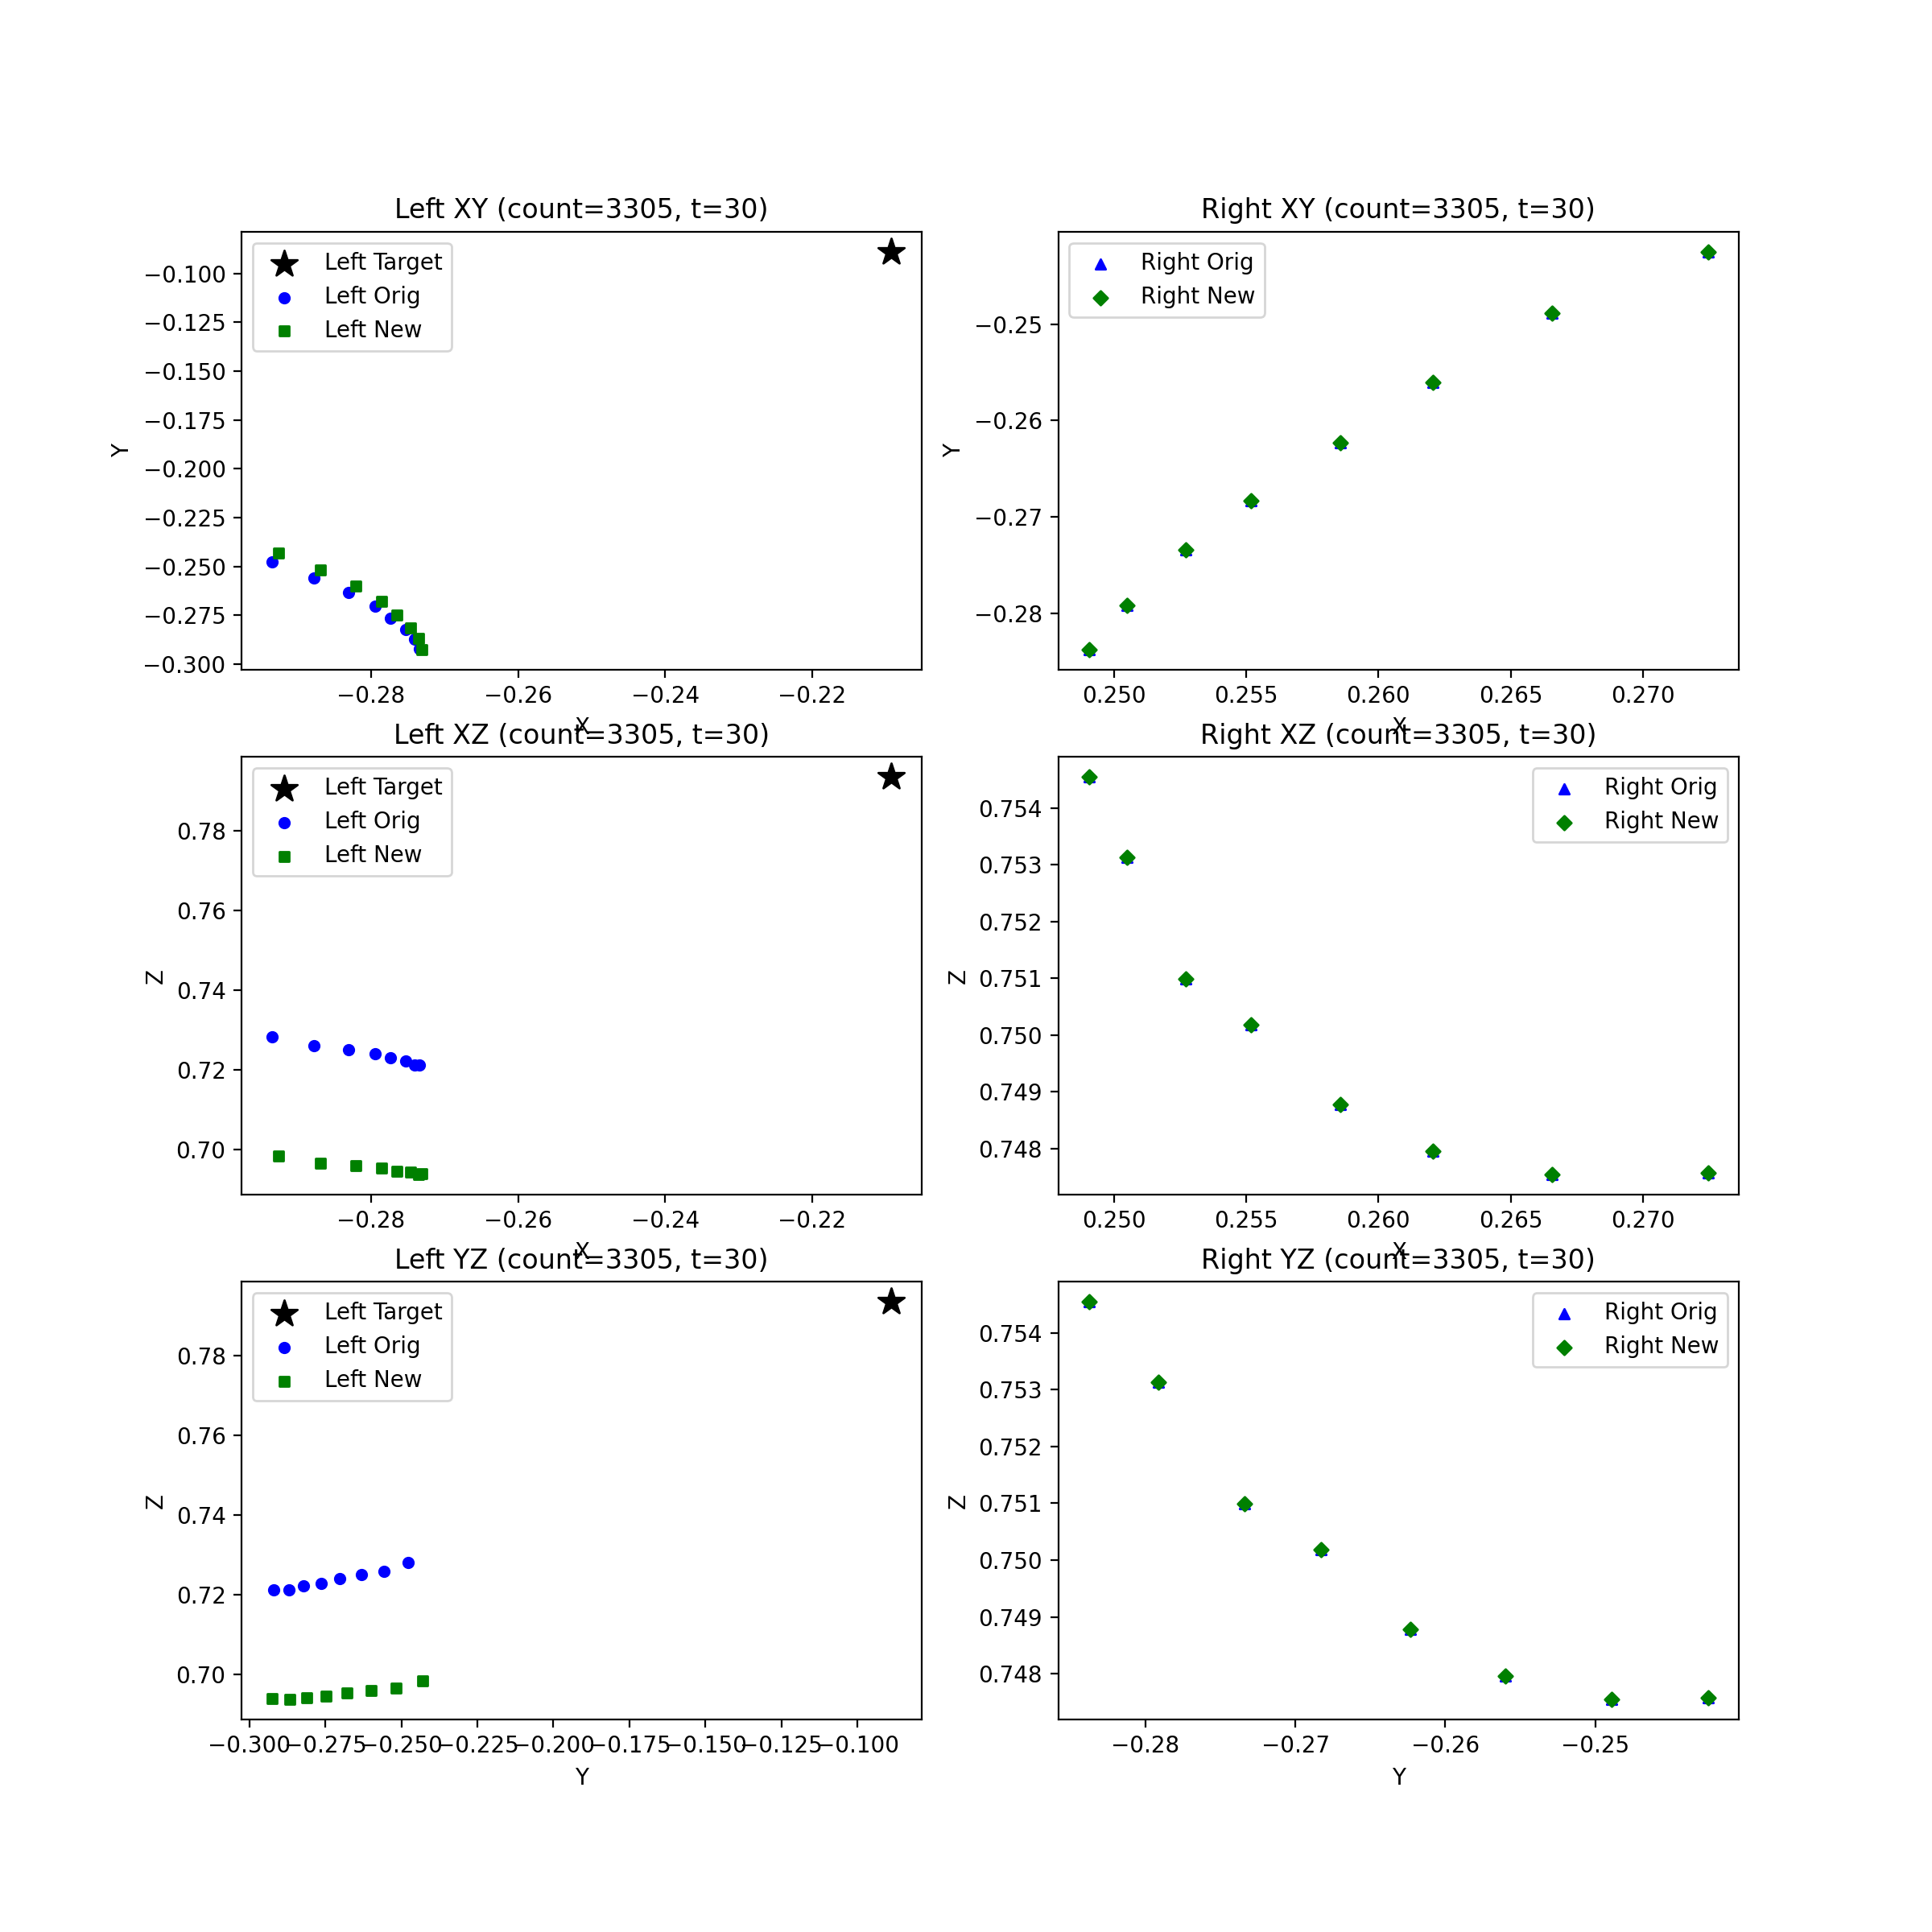 Left XY (count=3305, t=30)
Left Target
Left Orig
Left New
−0.100
−0.125
−0.150
−0.175
−0.200
−0.225
−0.250
−0.275
−0.300
Y
−0.28 −0.26 −0.24 −0.22
X
Right XY (count=3305, t=30)
Right Orig
Right New
−0.25
−0.26
−0.27
−0.28
Y
0.250 0.255 0.260 0.265 0.270
X
Left XZ (count=3305, t=30)
Left Target
Left Orig
Left New
0.78
0.76
0.74
0.72
0.70
Z
−0.28 −0.26 −0.24 −0.22
X
Right XZ (count=3305, t=30)
Right Orig
Right New
0.754
0.753
0.752
0.751
0.750
0.749
0.748
Z
0.250 0.255 0.260 0.265 0.270
X
Left YZ (count=3305, t=30)
Left Target
Left Orig
Left New
0.78
0.76
0.74
0.72
0.70
Z
−0.300 −0.275 −0.250 −0.225 −0.200 −0.175 −0.150 −0.125 −0.100
Y
Right YZ (count=3305, t=30)
Right Orig
Right New
0.754
0.753
0.752
0.751
0.750
0.749
0.748
Z
−0.28 −0.27 −0.26 −0.25
Y